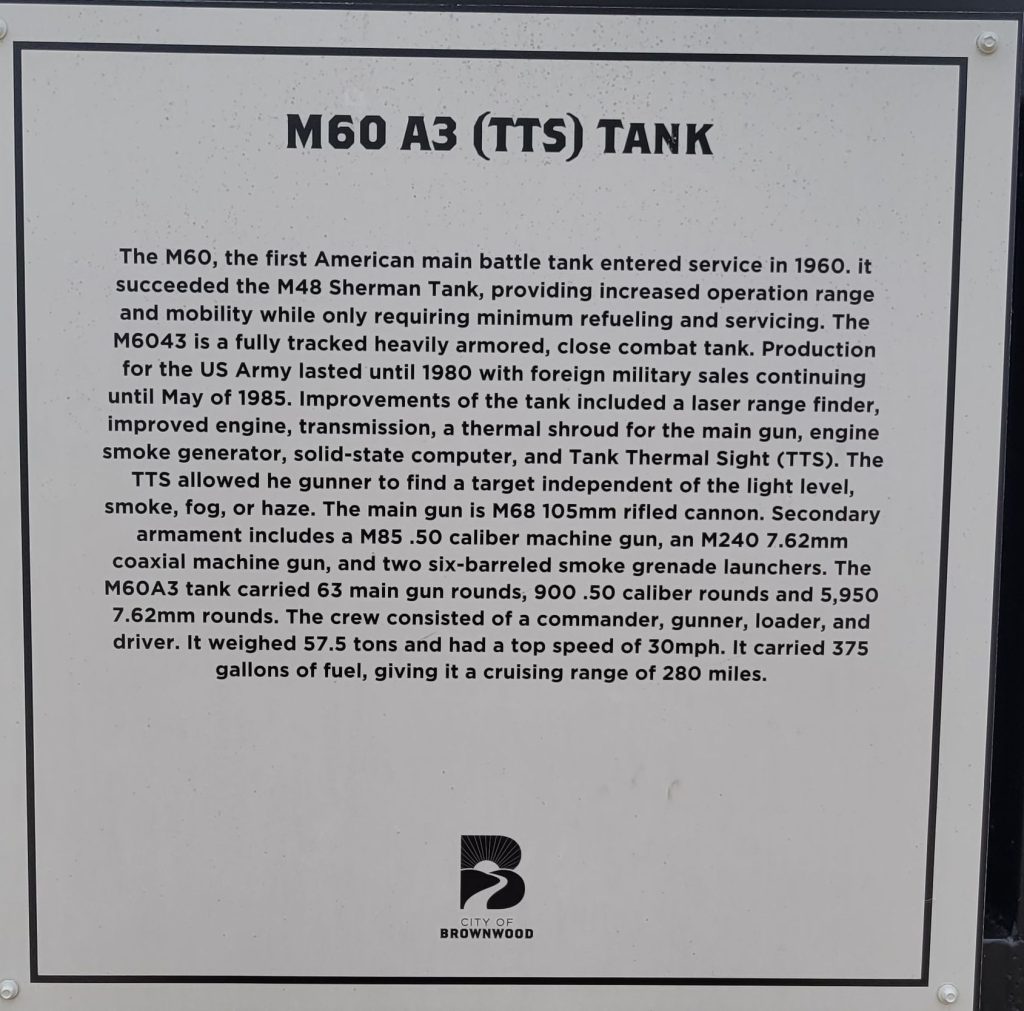 M60 A3 (TTS) TANK
The M60, the first American main battle tank entered service in 1960. it
succeeded the M48 Sherman Tank, providing increased operation range
and mobility while only requiring minimum refueling and servicing. The
M6043 is a fully tracked heavily armored, close combat tank. Production
for the US Army lasted until 1980 with foreign military sales continuing
until May of 1985. Improvements of the tank included a laser range finder,
improved engine, transmission, a thermal shroud for the main gun, engine
smoke generator, solid-state computer, and Tank Thermal Sight (TTS). The
TTS allowed he gunner to find a target independent of the light level,
smoke, fog, or haze. The main gun is M68 105mm rifled cannon. Secondary
armament includes a M85 .50 caliber machine gun, an M240 7.62mm
coaxial machine gun, and two six-barreled smoke grenade launchers. The
M60A3 tank carried 63 main gun rounds, 900 .50 caliber rounds and 5,950
7.62mm rounds. The crew consisted of a commander, gunner, loader, and
driver. It weighed 57.5 tons and had a top speed of 30mph. It carried 375
gallons of fuel, giving it a cruising range of 280 miles.
B
CITY OF
BROWNWOOD